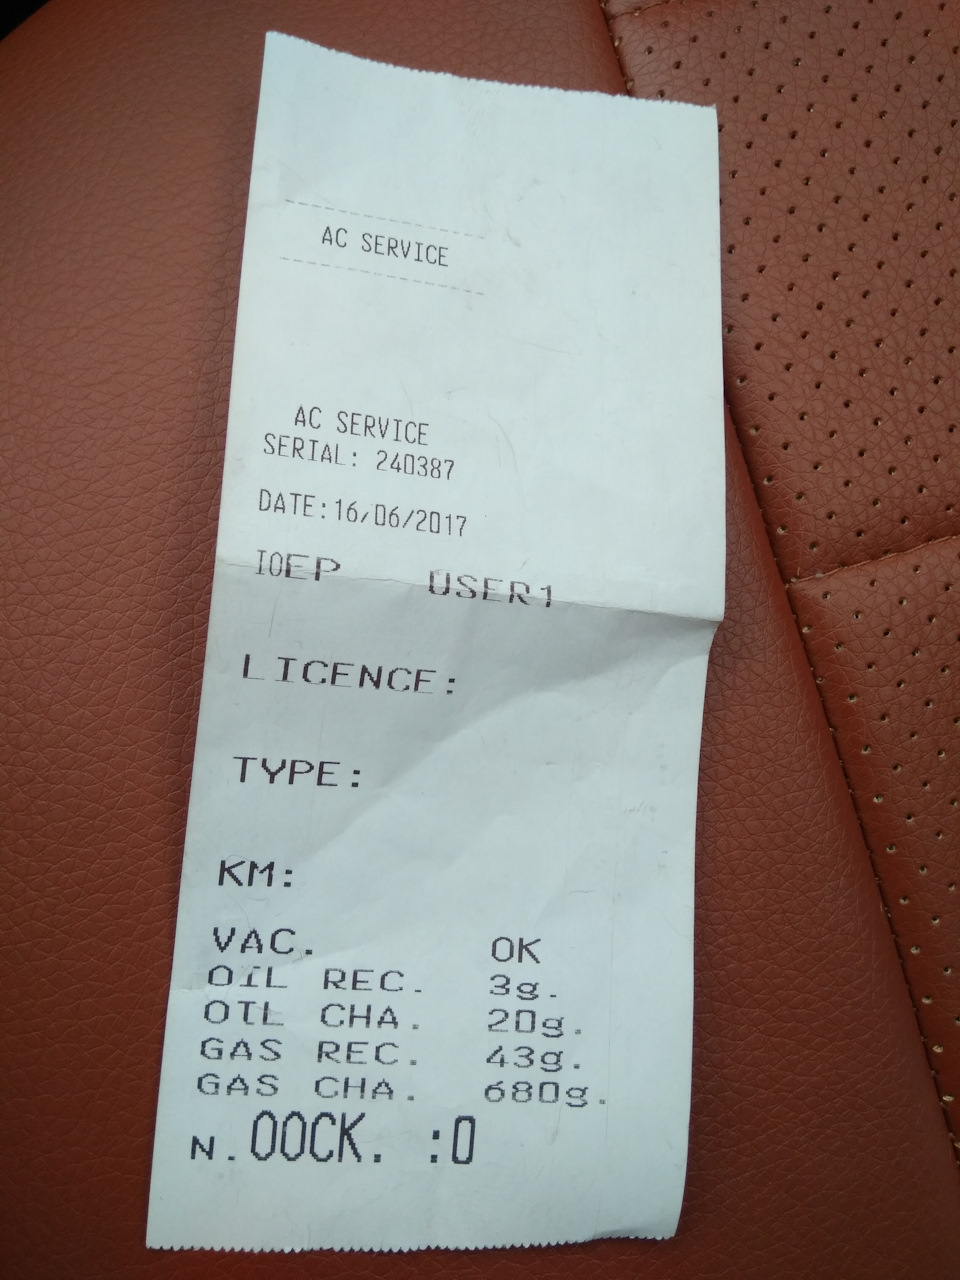 AC SERVICE
AC SERVICE
SERIAL: 240387
DATE:16/06/2017
IOEP USER1
LICENCE:
TYPE:
KM:
VAC. OK
OIL REC. 3g.
OIL CHA. 20g.
GAS REC. 43g.
GAS CHA. 680g.
N.OOCK. :0